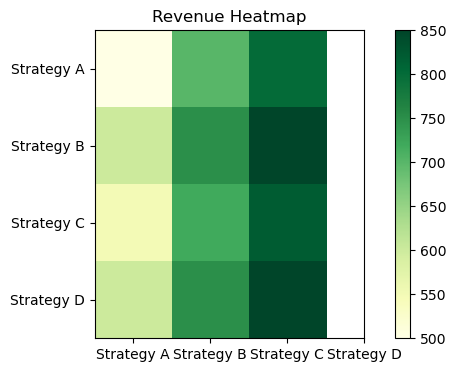 Revenue Heatmap
Strategy A
Strategy B
Strategy C
Strategy D
Strategy A Strategy B Strategy C Strategy D
850
800
750
700
650
600
550
500